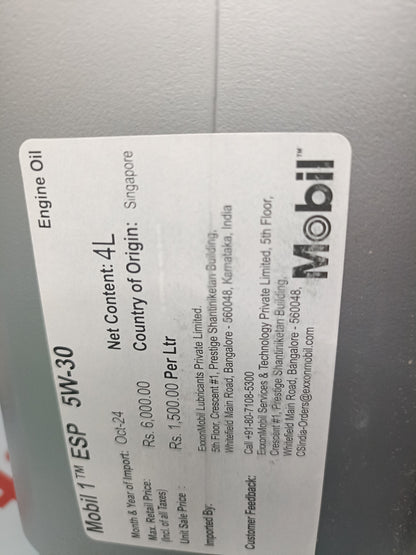 Engine Oil
Mobil 1™ ESP 5W-30
Net Content: 4L
Month & Year of Import: Oct-24
Country of Origin: Singapore
Max. Retail Price: Rs. 6,000.00
(Incl. of all Taxes)
Unit Sale Price : Rs. 1,500.00 Per Ltr
Imported By: ExxonMobil Lubricants Private Limited.
5th Floor, Crescent #1, Prestige Shantiniketan Building,
Whitefield Main Road, Bangalore - 560048, Karnataka, India
Customer Feedback: Call +91-80-7108-5300
ExxonMobil Services & Technology Private Limited, 5th Floor,
Crescent #1, Prestige Shantiniketan Building,
Whitefield Main Road, Bangalore - 560048,
CSindia-Orders@exxonmobil.com
Mobil™